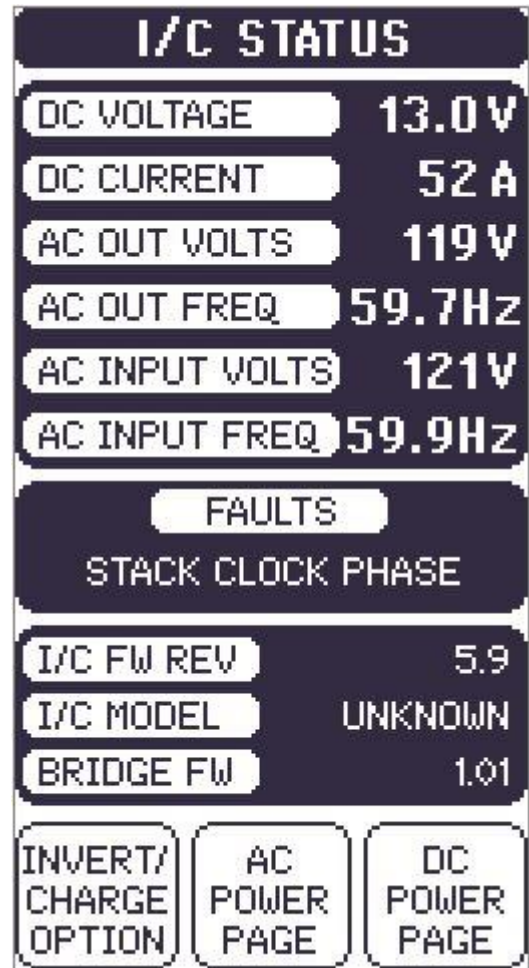 I/C STATUS
DC VOLTAGE 13.0 V
DC CURRENT 52 A
AC OUT VOLTS 119 V
AC OUT FREQ 59.7Hz
AC INPUT VOLTS 121V
AC INPUT FREQ 59.9Hz
FAULTS
STACK CLOCK PHASE
I/C FW REV 5.9
I/C MODEL UNKNOWN
BRIDGE FW 1.01
INVERT/
CHARGE
OPTION
AC
POWER
PAGE
DC
POWER
PAGE